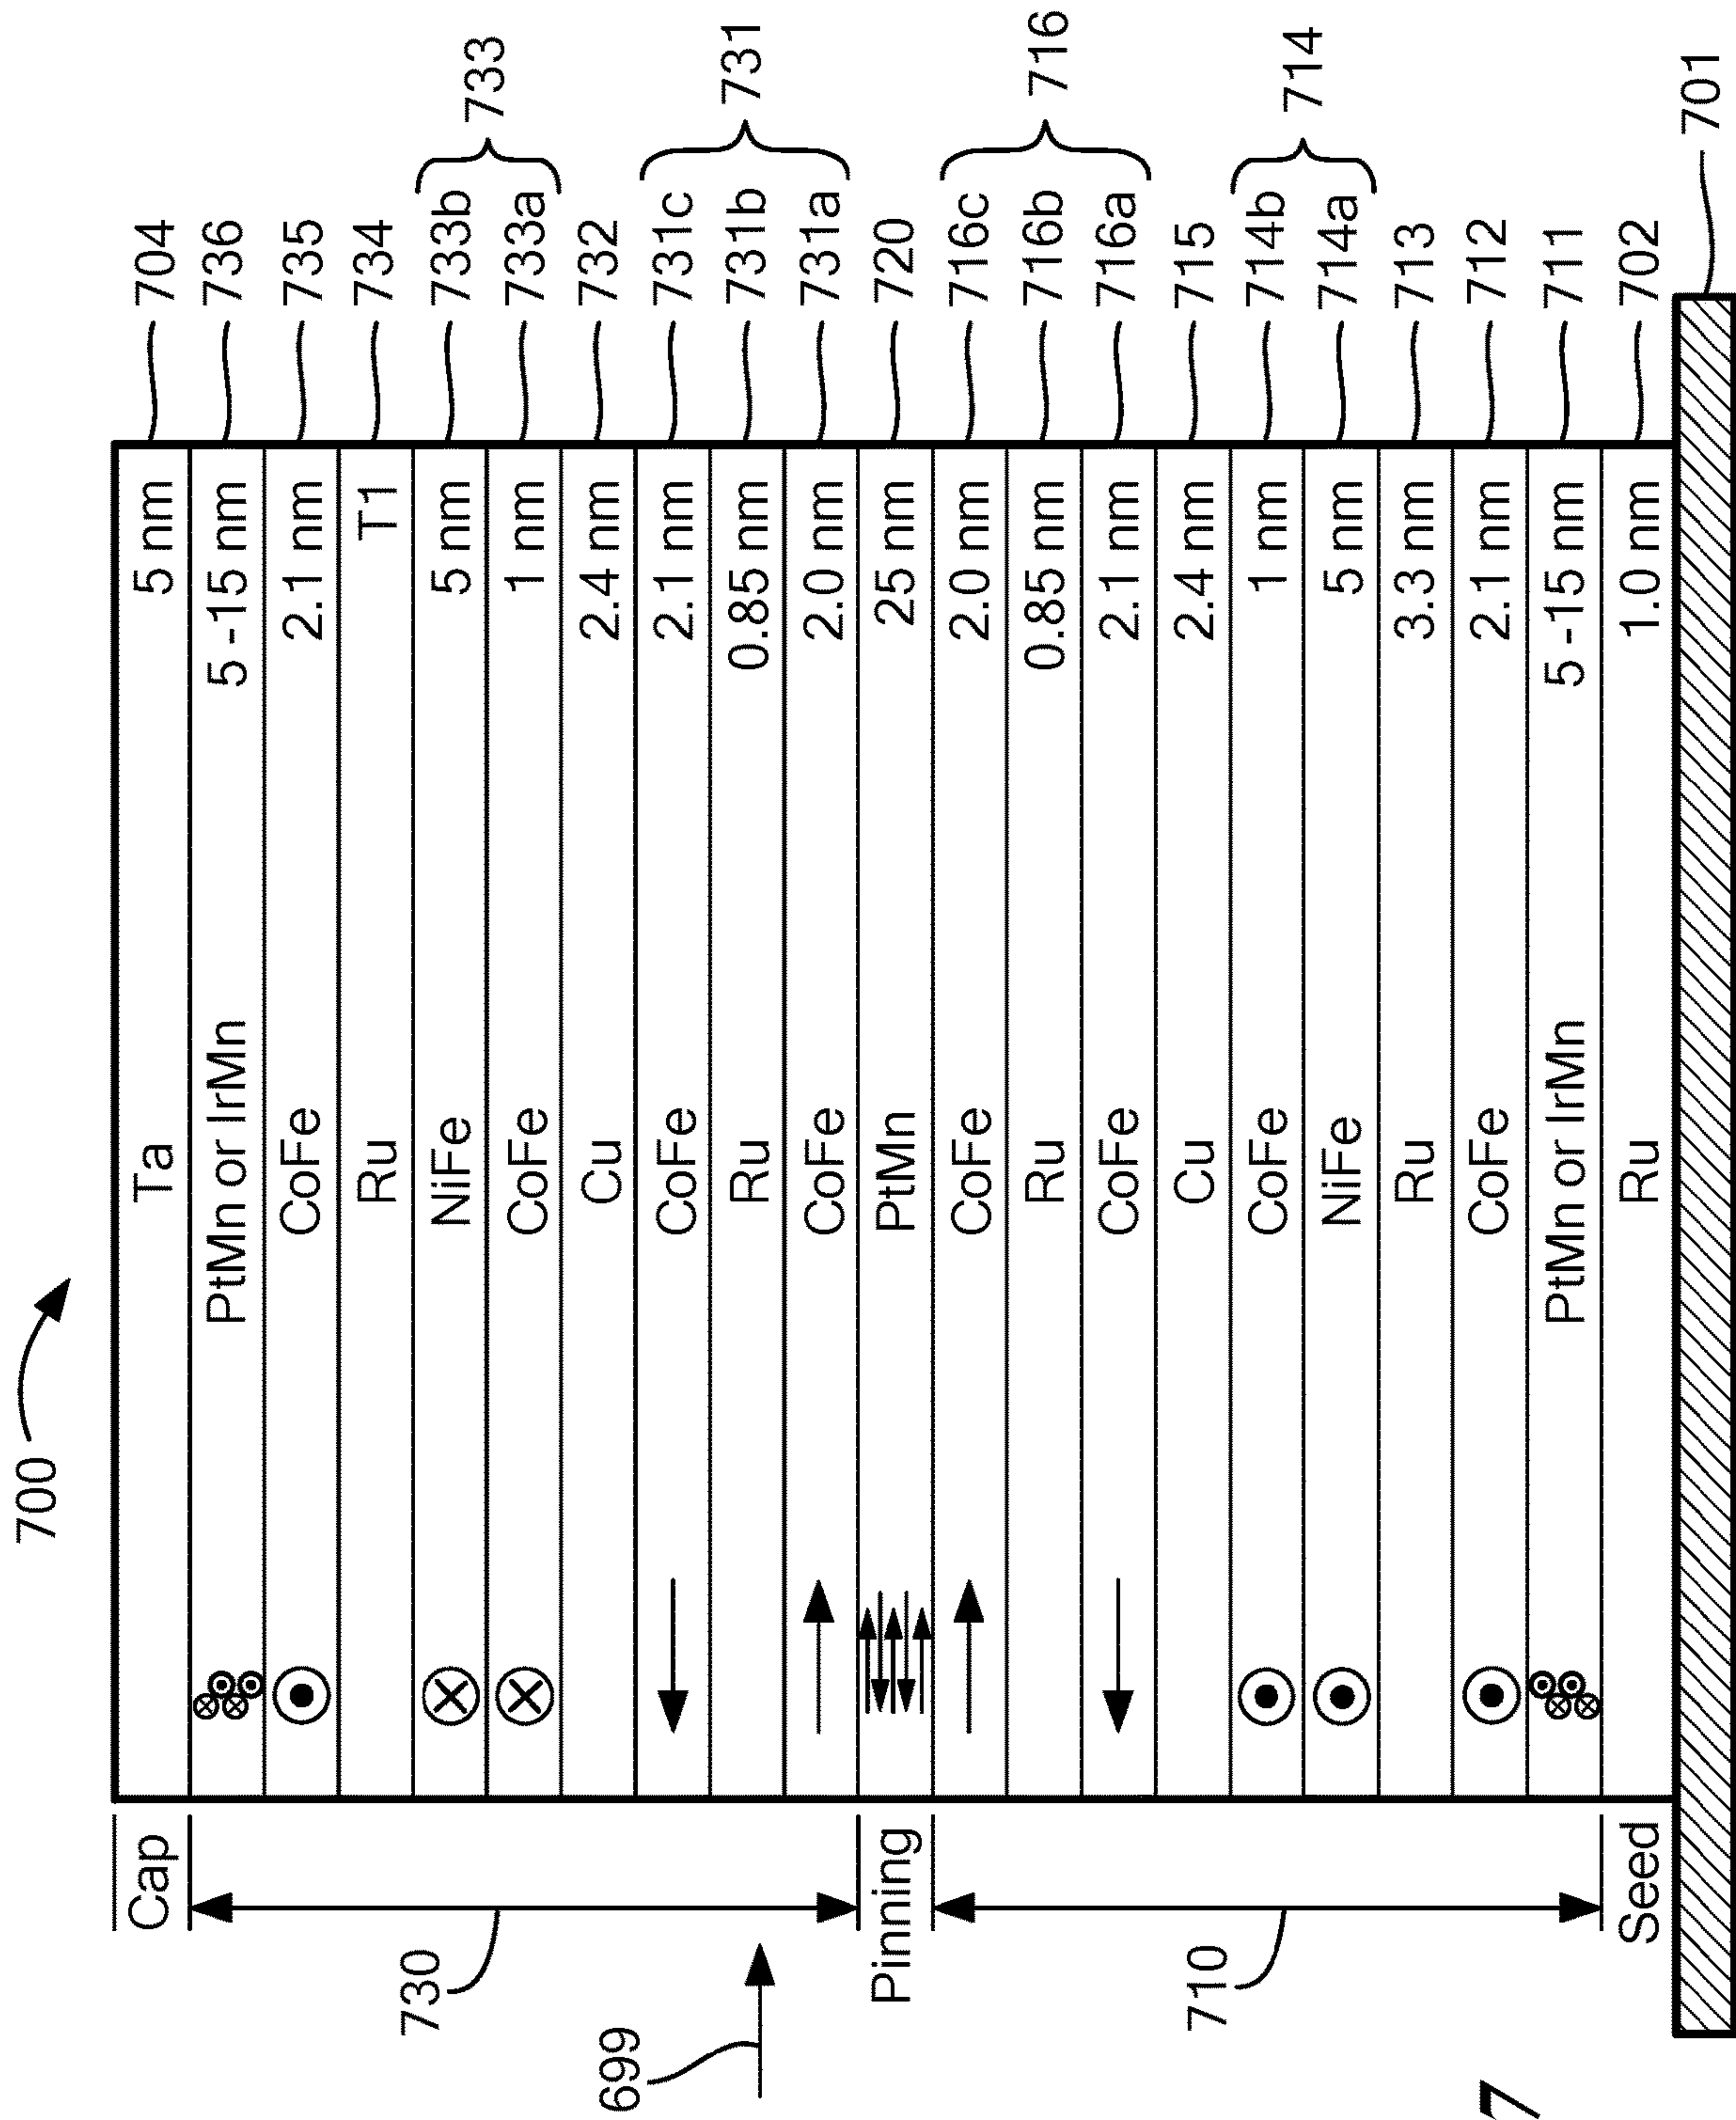 700
Cap Ta 5 nm 704
PtMn or IrMn 5 -15 nm 736
CoFe 2.1 nm 735
Ru T1 734
NiFe 5 nm 733b
733
CoFe 1 nm 733a
730
Cu 2.4 nm 732
CoFe 2.1 nm 731c
Ru 0.85 nm 731b 731
699
CoFe 2.0 nm 731a
Pinning PtMn 25 nm 720
CoFe 2.0 nm 716c
Ru 0.85 nm 716b 716
CoFe 2.1 nm 716a
Cu 2.4 nm 715
710
CoFe 1 nm 714b
714
NiFe 5 nm 714a
Ru 3.3 nm 713
CoFe 2.1 nm 712
PtMn or IrMn 5 -15 nm 711
Seed Ru 1.0 nm 702
701
7